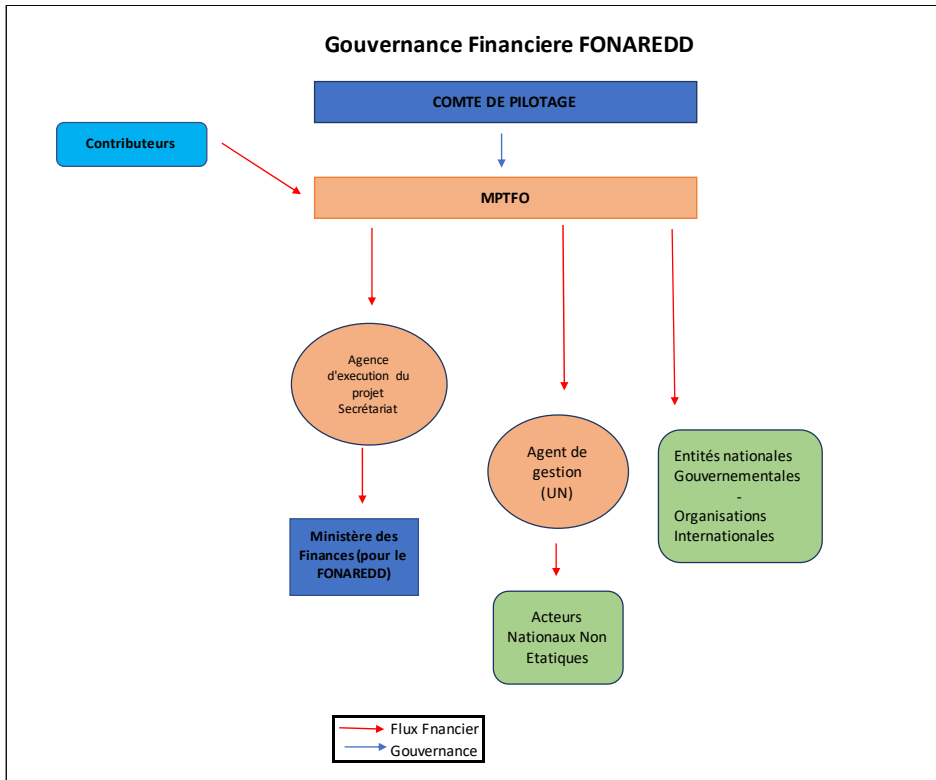 Gouvernance Financiere FONAREDD
COMTE DE PILOTAGE
Contributeurs
MPTFO
Agence
d'execution du
projet
Secrétariat
Agent de
gestion
(UN)
Entités nationales
Gouvernementales
-
Organisations
Internationales
Ministère des
Finances (pour le
FONAREDD)
Acteurs
Nationaux Non
Etatiques
Flux Fnancier
Gouvernance